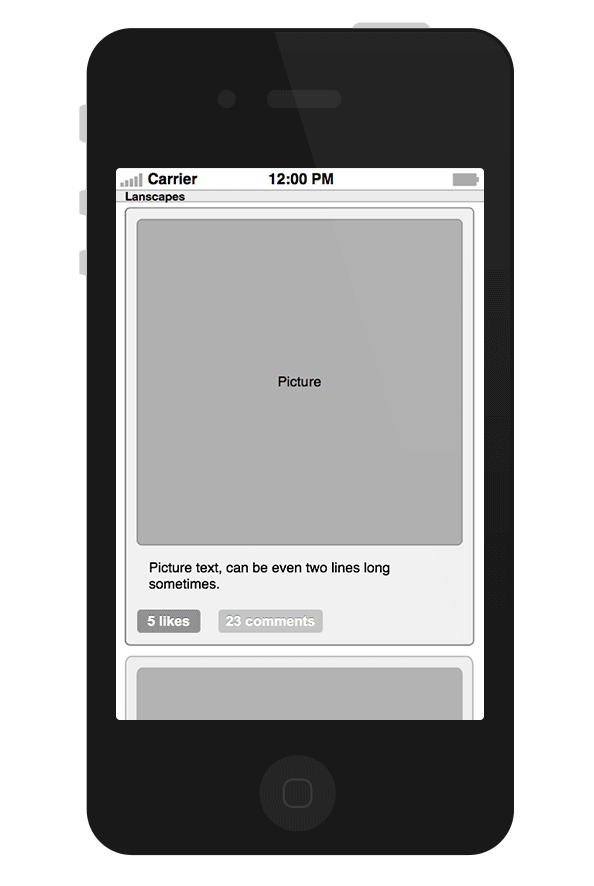 Carrier 12:00 PM
Lanscapes
Picture
Picture text, can be even two lines long
sometimes.
5 likes 23 comments